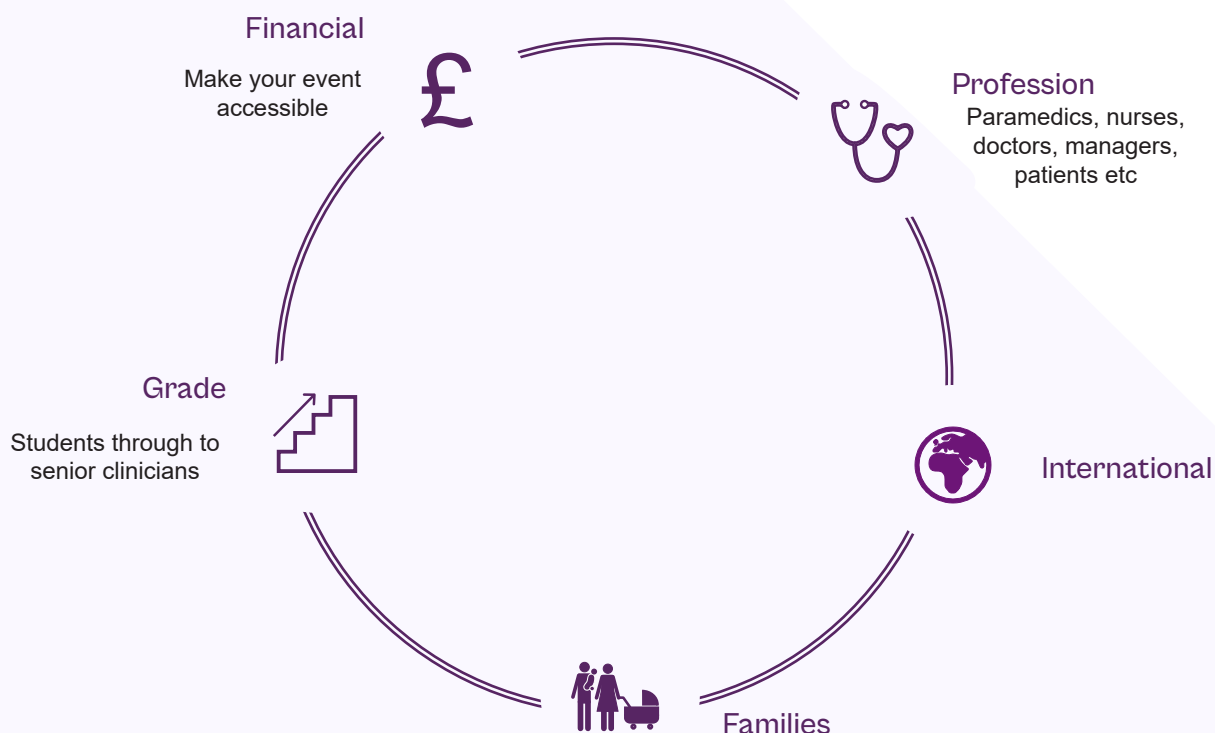 Financial
Make your event
accessible
£
Profession
Paramedics, nurses,
doctors, managers,
patients etc
Grade
Students through to
senior clinicians
International
Families